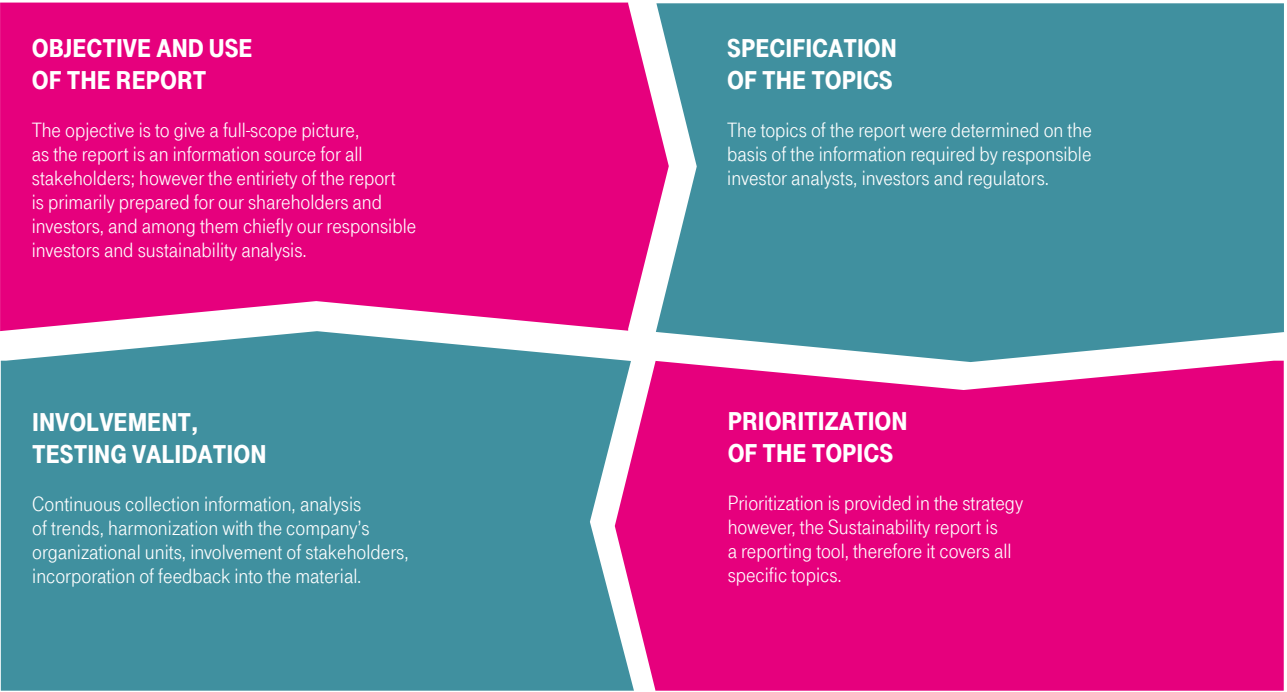 OBJECTIVE AND USE
OF THE REPORT
The opjective is to give a full-scope picture,
as the report is an information source for all
stakeholders; however the entiriety of the report
is primarily prepared for our shareholders and
investors, and among them chiefly our responsible
investors and sustainability analysis.
SPECIFICATION
OF THE TOPICS
The topics of the report were determined on the
basis of the information required by responsible
investor analysts, investors and regulators.
INVOLVEMENT,
TESTING VALIDATION
Continuous collection information, analysis
of trends, harmonization with the company's
organizational units, involvement of stakeholders,
incorporation of feedback into the material.
PRIORITIZATION
OF THE TOPICS
Prioritization is provided in the strategy
however, the Sustainability report is
a reporting tool, therefore it covers all
specific topics.